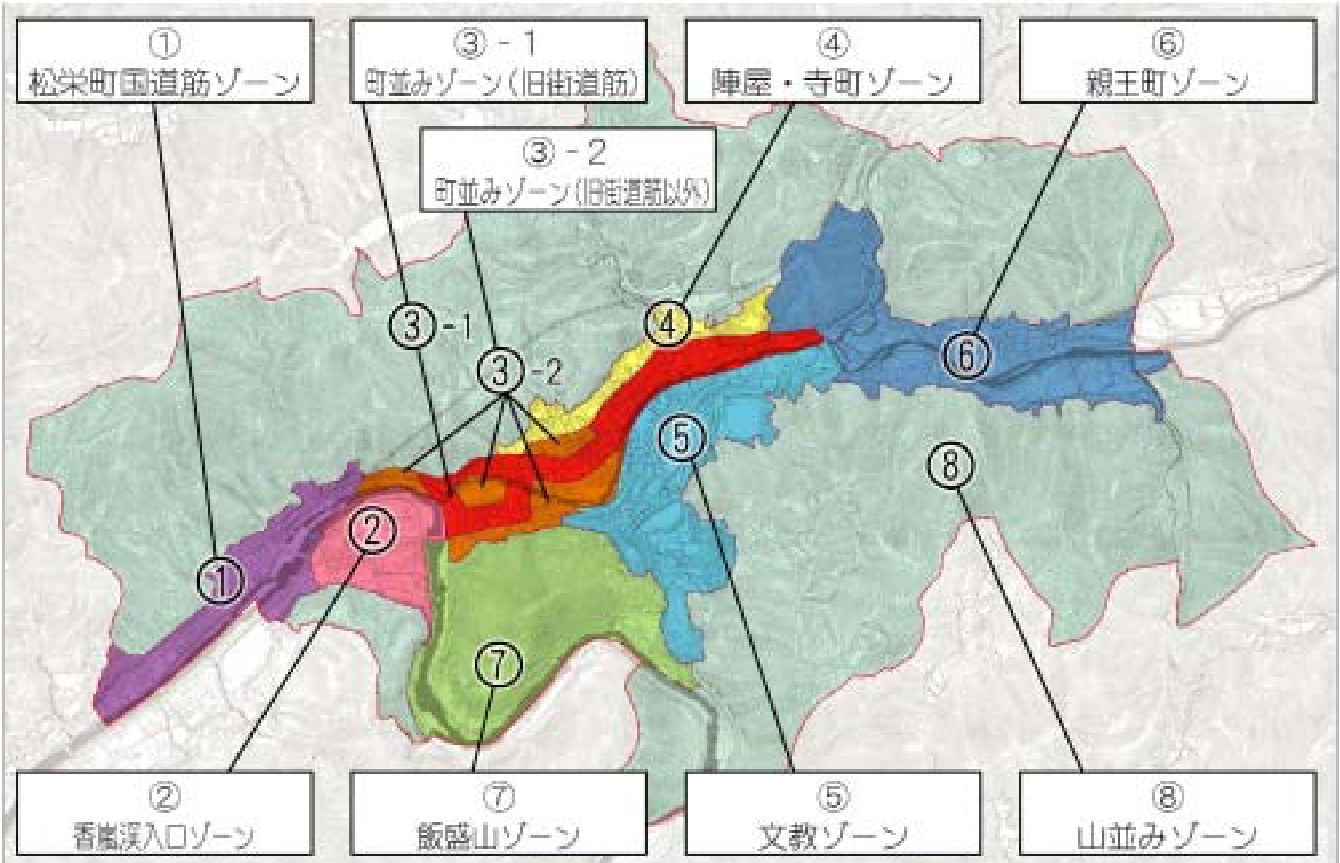 ①
松栄町国道筋ゾーン
③-1
町並みゾーン(旧街道筋)
④
陣屋・寺町ゾーン
⑥
親王町ゾーン
③-2
町並みゾーン(旧街道筋以外)
③-1
③-2
④
⑥
⑤
⑧
②
①
⑦
②
香嵐渓入口ゾーン
⑦
飯盛山ゾーン
⑤
文教ゾーン
⑧
山並みゾーン